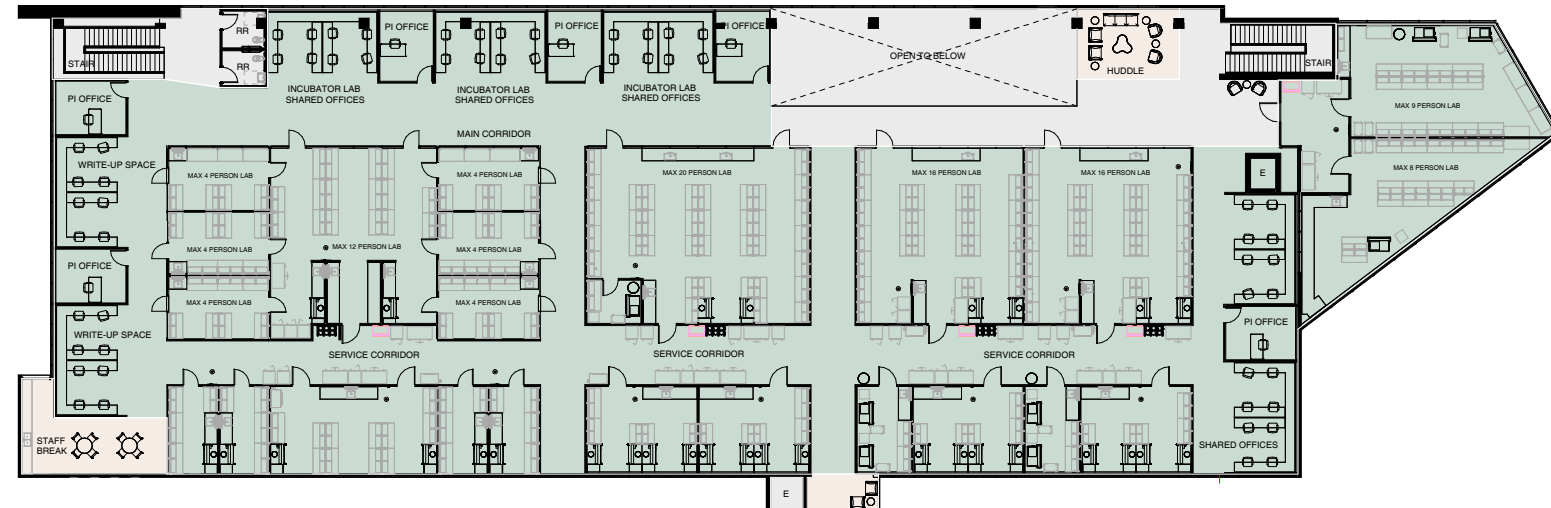 RR
PI OFFICE
PI OFFICE
PI OFFICE
STAIR
RR
OPEN TO BELOW
HUDDLE
STAIR
INCUBATOR LAB
SHARED OFFICES
INCUBATOR LAB
SHARED OFFICES
INCUBATOR LAB
SHARED OFFICES
PI OFFICE
MAX 9 PERSON LAB
MAIN CORRIDOR
WRITE-UP SPACE
MAX 4 PERSON LAB
MAX 4 PERSON LAB
MAX 20 PERSON LAB
MAX 16 PERSON LAB
MAX 16 PERSON LAB
E
MAX 8 PERSON LAB
MAX 4 PERSON LAB
MAX 12 PERSON LAB
MAX 4 PERSON LAB
PI OFFICE
MAX 4 PERSON LAB
MAX 4 PERSON LAB
WRITE-UP SPACE
PI OFFICE
SERVICE CORRIDOR
SERVICE CORRIDOR
SERVICE CORRIDOR
STAFF
BREAK
SHARED OFFICES
E